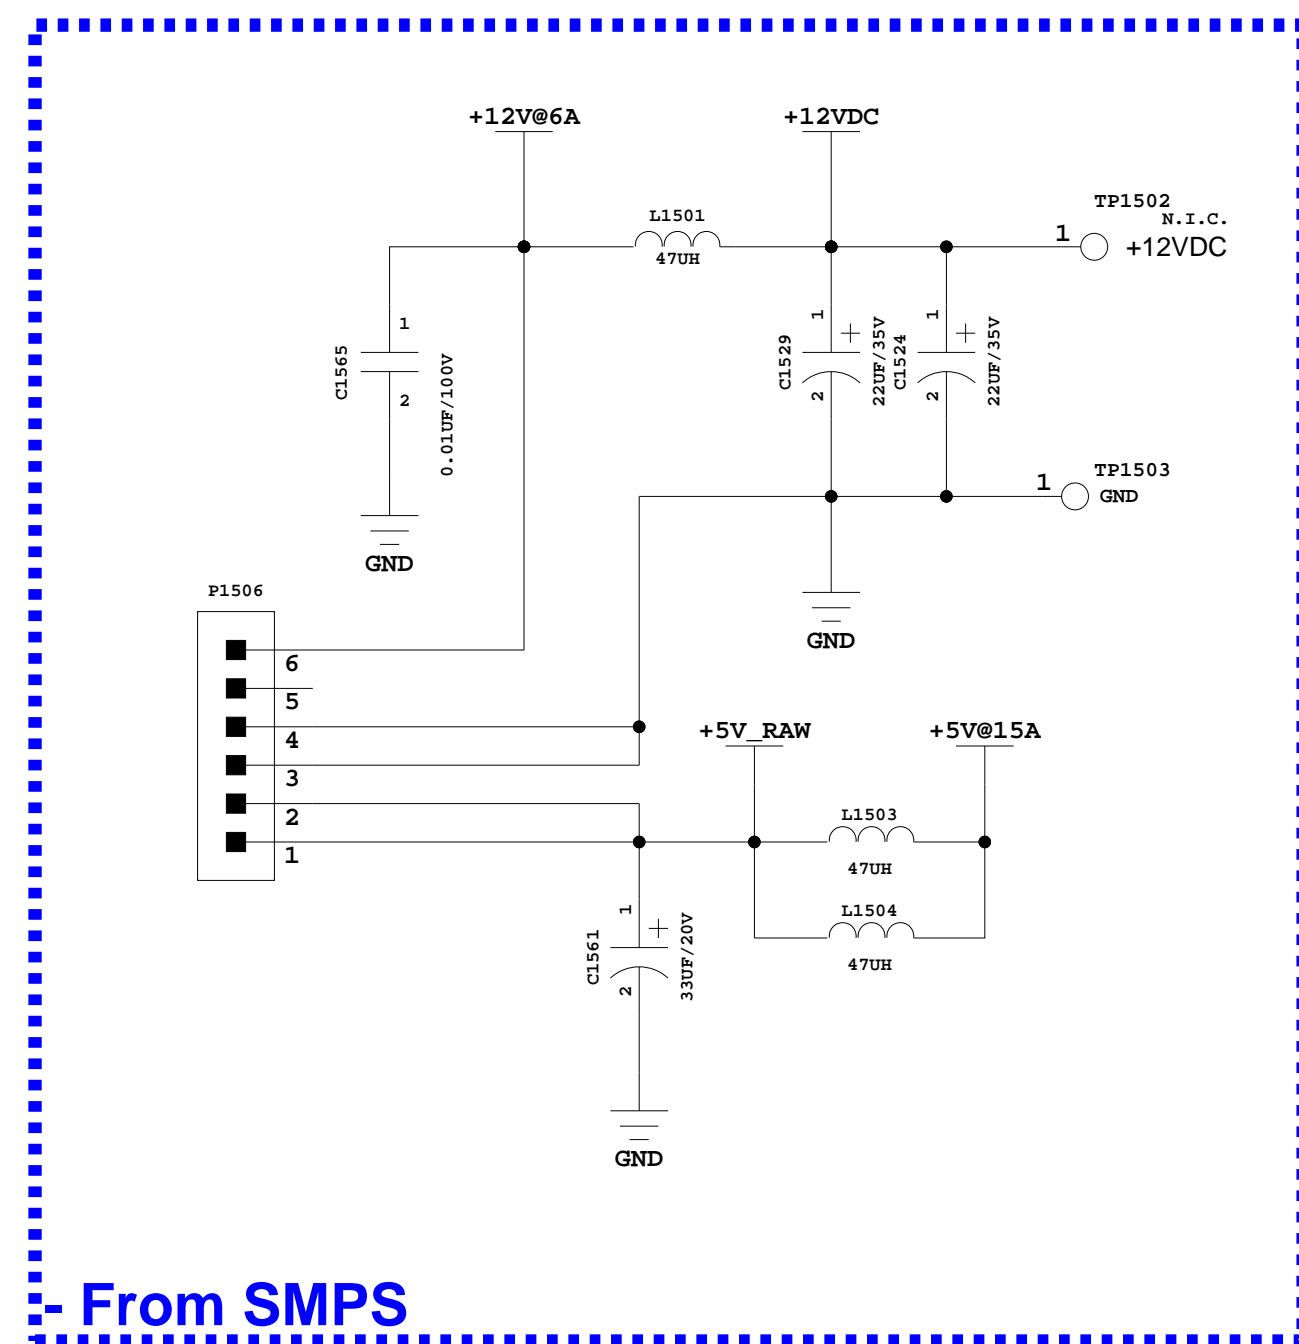 +12V@6A
+12VDC
TP1502
N.I.C.
1
+12VDC
L1501
47UH
1
C1565
2
0.01UF/100V
GND
1
C1529
2
22UF/35V
1
C1524
2
22UF/35V
TP1503
1
GND
GND
P1506
6
5
4
3
2
1
+5V_RAW
+5V@15A
L1503
47UH
L1504
47UH
1
C1561
2
33UF/20V
GND
- From SMPS